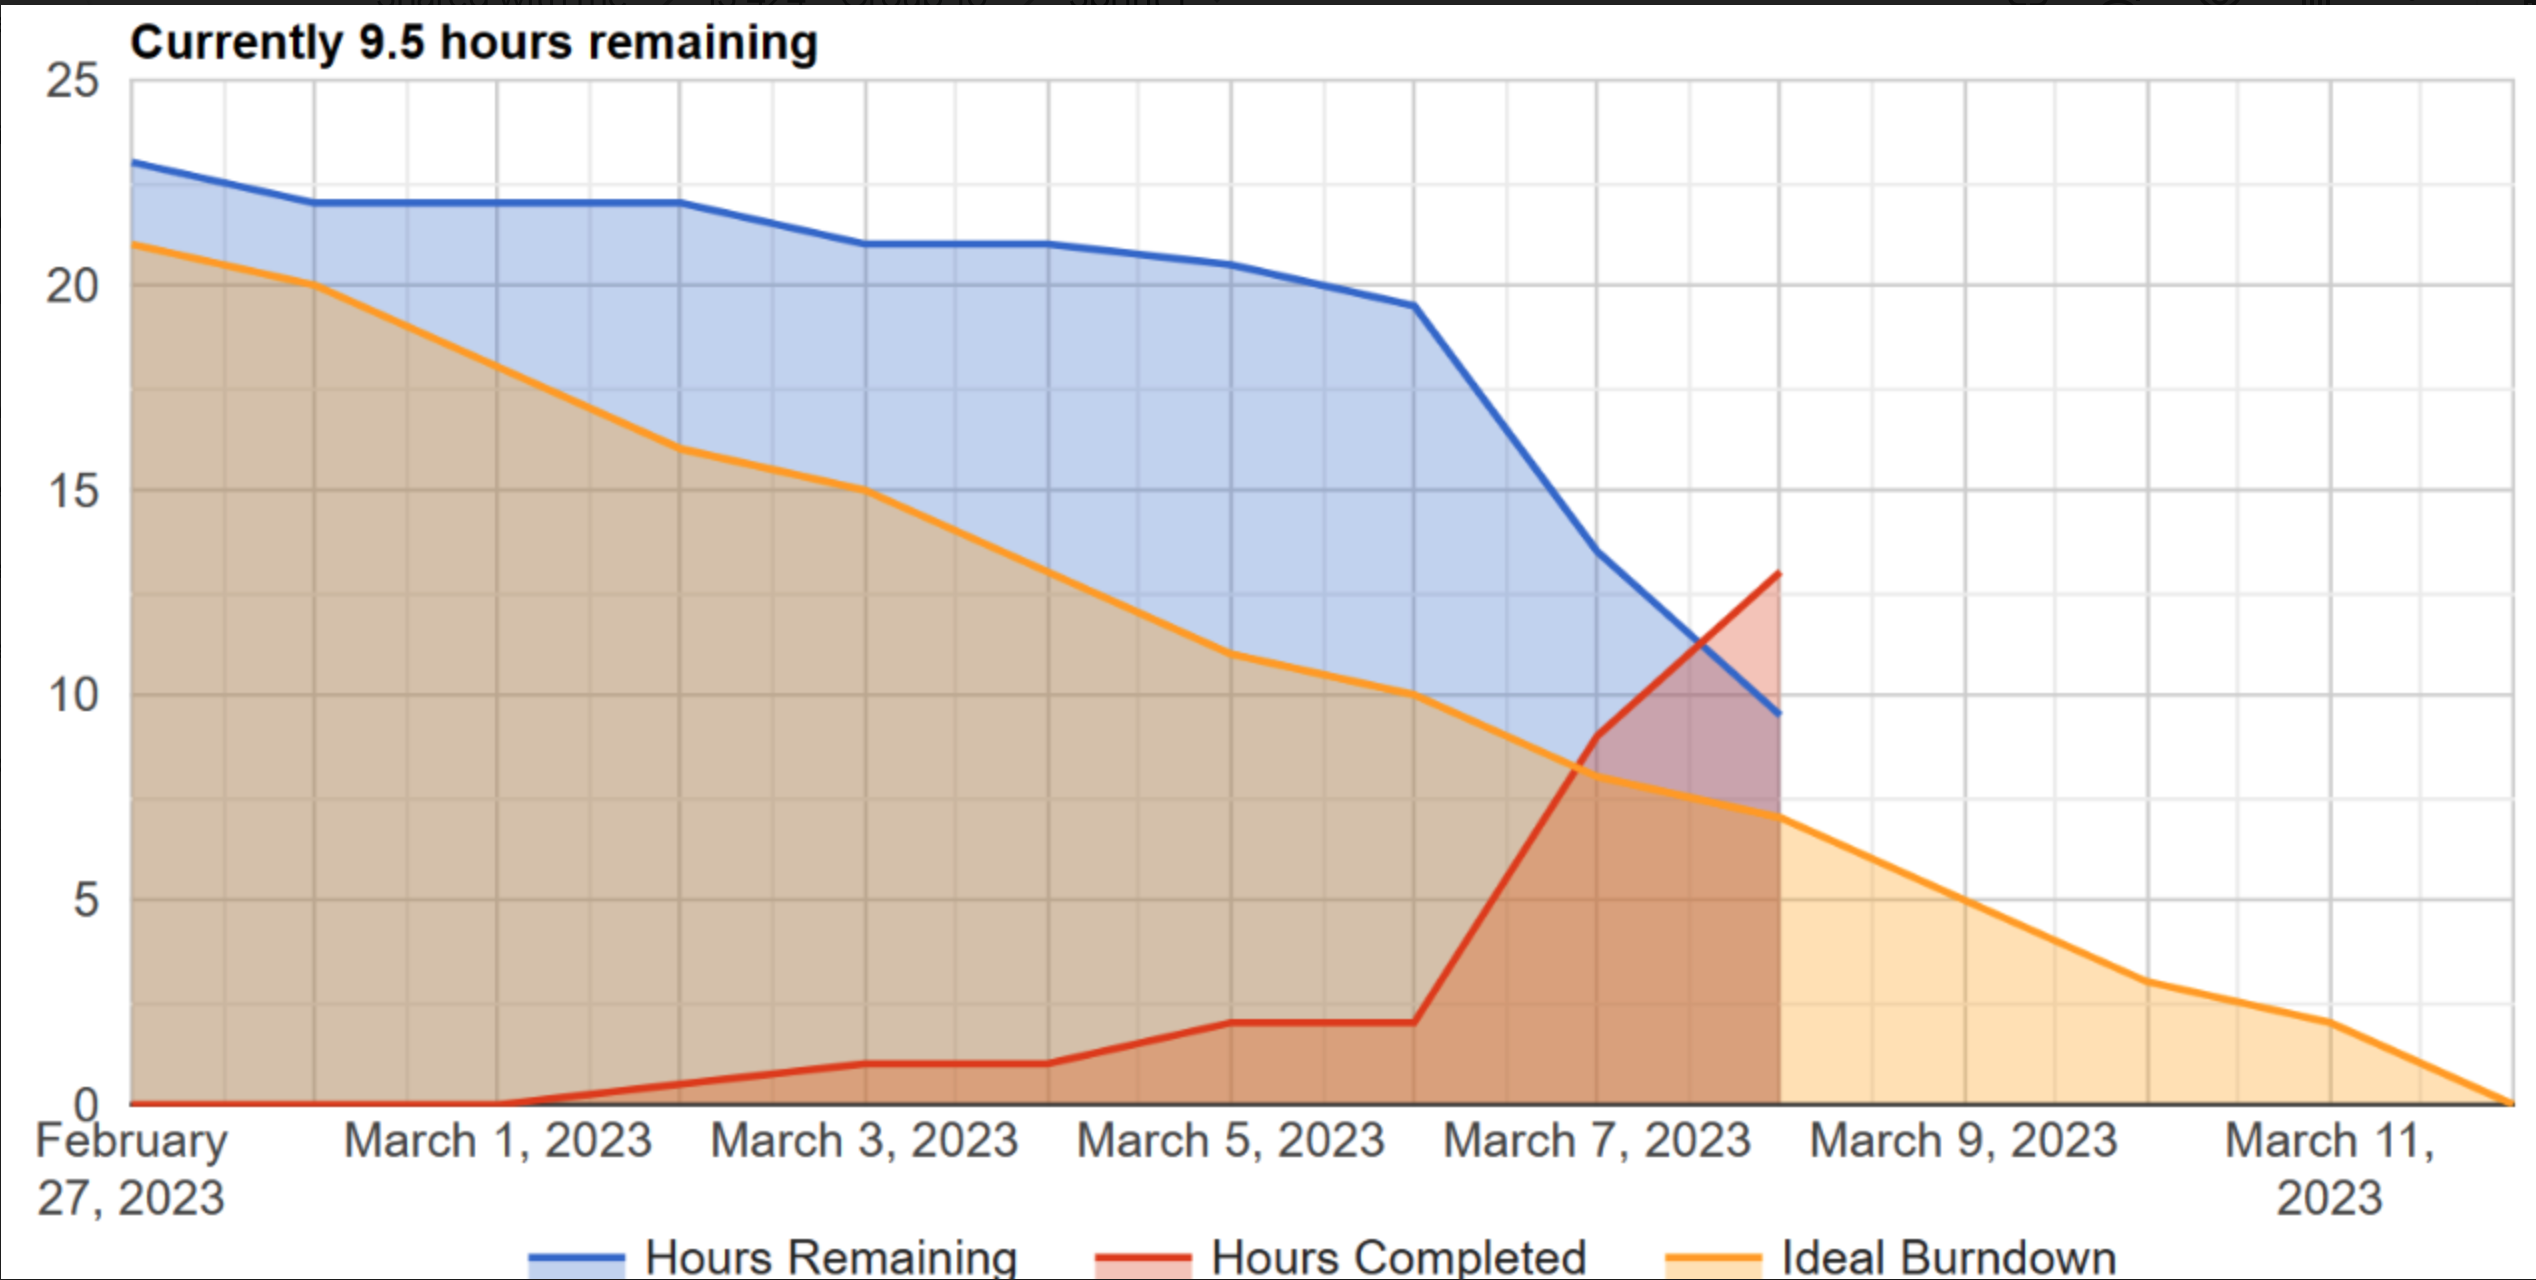 Currently 9.5 hours remaining
25
20
15
10
5
0
February
27, 2023
March 1, 2023
March 3, 2023
March 5, 2023
March 7, 2023
March 9, 2023
March 11,
2023
Hours Remaining
Hours Completed
Ideal Burndown